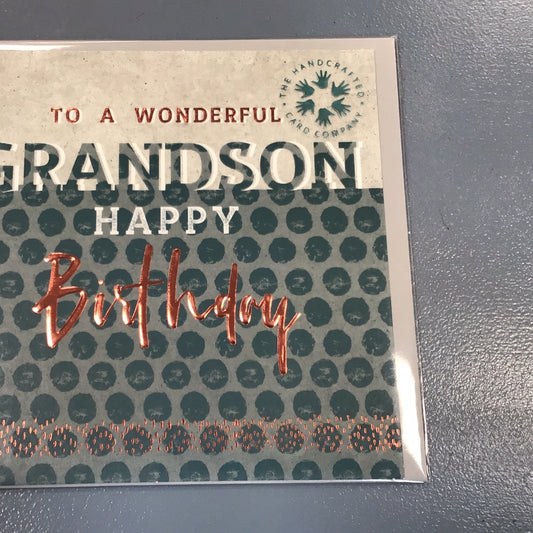 THE HANDCRAFTED
CARD COMPANY
TO A WONDERFUL
GRANDSON
HAPPY
Birthday